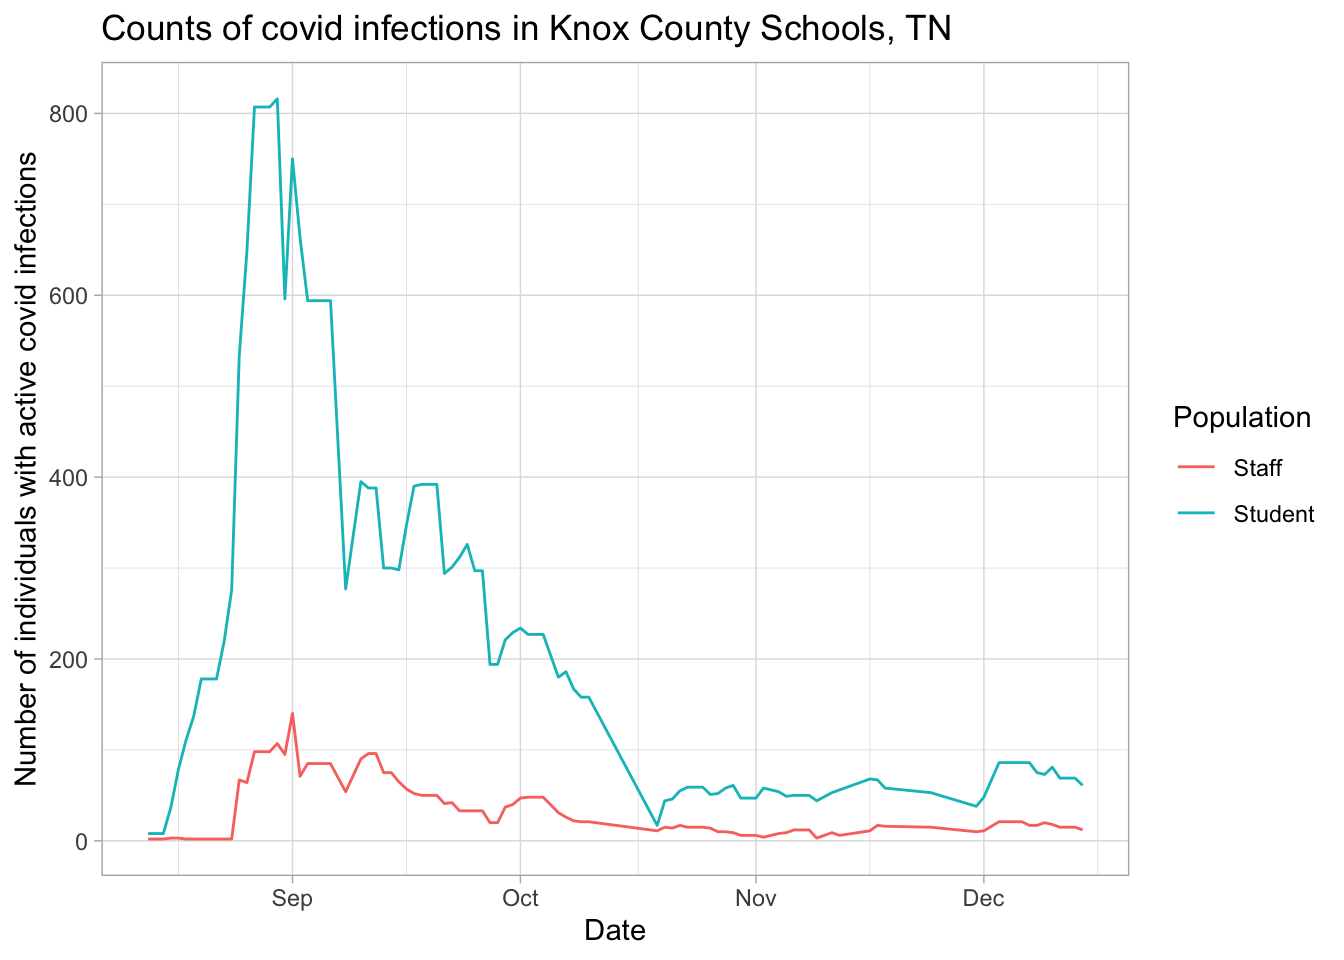 Counts of covid infections in Knox County Schools, TN
Number of individuals with active covid infections
800
600
400
200
0
Sep
Oct
Nov
Dec
Date
Population
Staff
Student